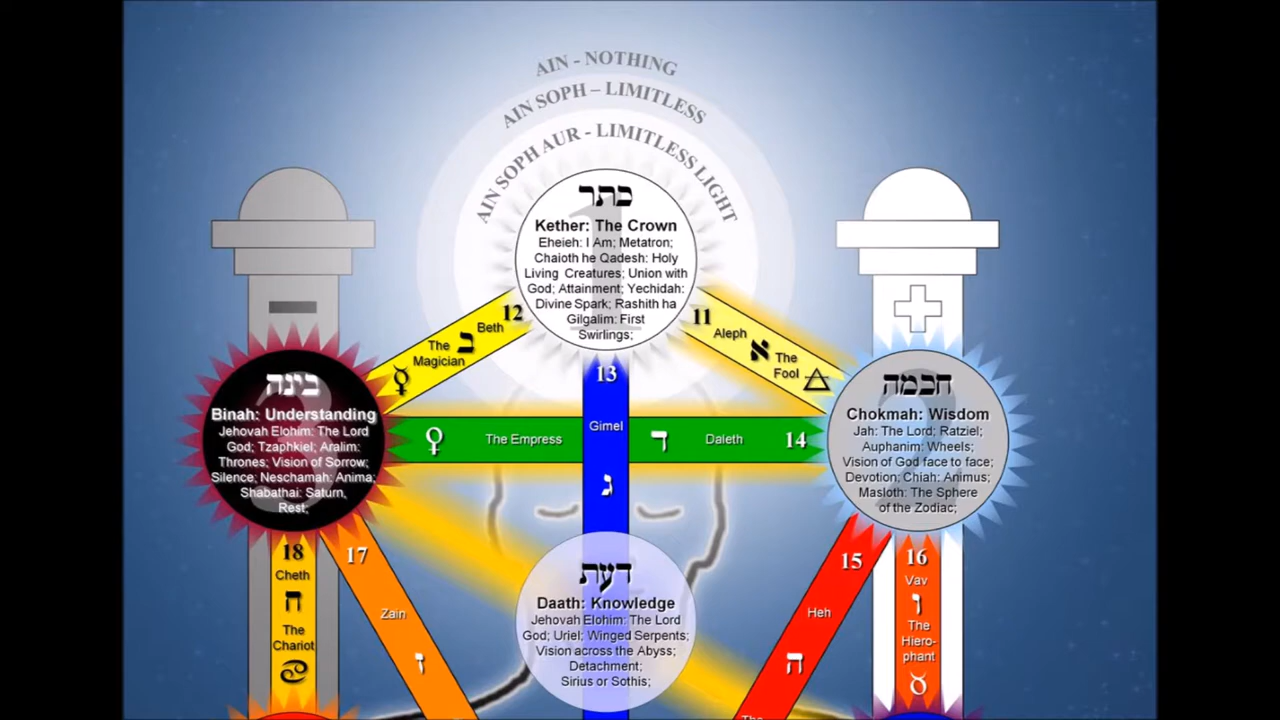 AIN - NOTHING
AIN SOPH – LIMITLESS
AIN SOPH AUR - LIMITLESS LIGHT
1
כתר
Kether: The Crown
Eheieh: I Am; Metatron;
Chaioth he Qadesh: Holy
Living Creatures; Union with
God; Attainment; Yechidah:
Divine Spark; Rashith ha
Gilgalim: First
Swirlings;
12
Beth
ב
The
Magician
☿
11
Aleph
א
The
Fool
13
Gimel
ג
3
בינה
Binah: Understanding
Jehovah Elohim: The Lord
God; Tzaphkiel; Aralim:
Thrones; Vision of Sorrow;
Silence; Neschamah: Anima;
Shabathai: Saturn,
Rest;
♀
The Empress
ד
Daleth
14
2
חכמה
Chokmah: Wisdom
Jah: The Lord; Ratziel;
Auphanim: Wheels;
Vision of God face to face;
Devotion; Chiah: Animus;
Masloth: The Sphere
of the Zodiac;
18
Cheth
ח
The
Chariot
♋
17
Zain
ז
דעת
Daath: Knowledge
Jehovah Elohim: The Lord
God; Uriel; Winged Serpents;
Vision across the Abyss;
Detachment;
Sirius or Sothis;
15
Heh
ה
The
16
Vav
ו
The
Hiero-
phant
♉